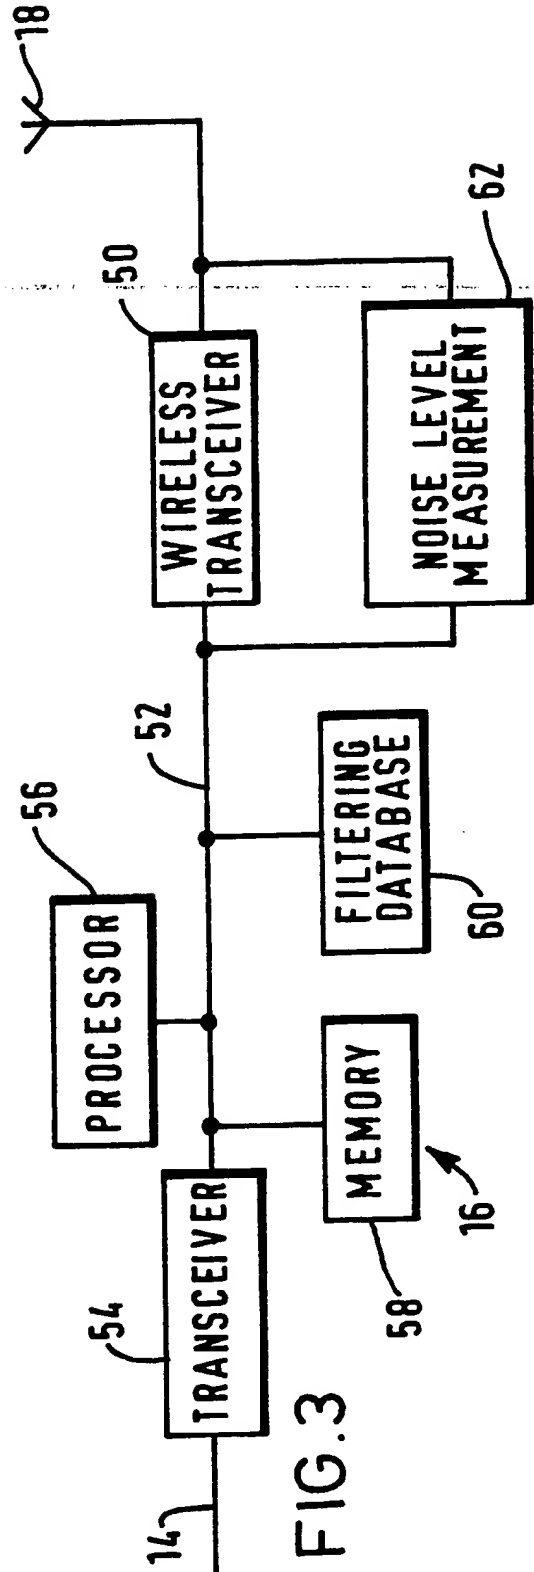 18
50
WIRELESS
TRANSCEIVER
62
NOISE LEVEL
MEASUREMENT
52
56
PROCESSOR
FILTERING
DATABASE
60
54
TRANSCEIVER
MEMORY
58
16
14
FIG.3